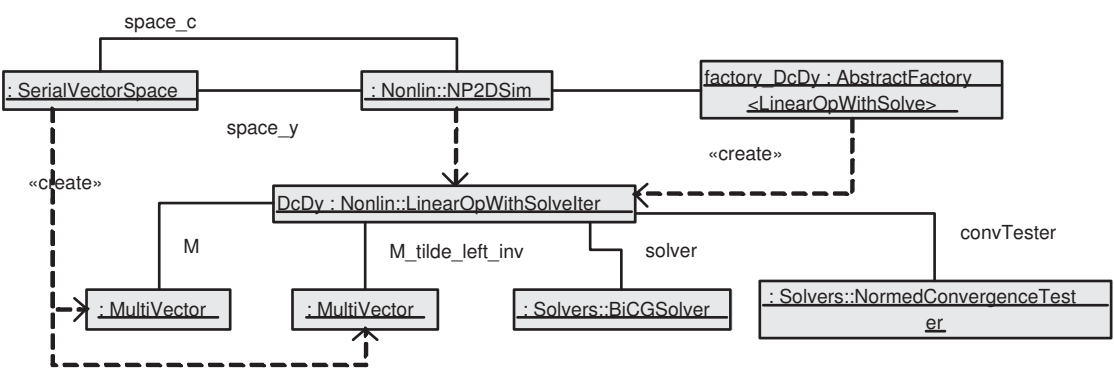 space_c
: SerialVectorSpace
: Nonlin::NP2DSim
factory_DcDy : AbstractFactory
<LinearOpWithSolve>
space_y
«create»
«create»
DcDy : Nonlin::LinearOpWithSolveIter
M
M_tilde_left_inv
solver
convTester
: MultiVector
: MultiVector
: Solvers::BiCGSolver
: Solvers::NormedConvergenceTest
er